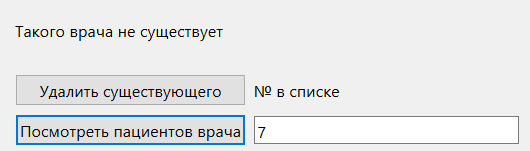 Такого врача не существует
Удалить существующего № в списке
Посмотреть пациентов врача 7